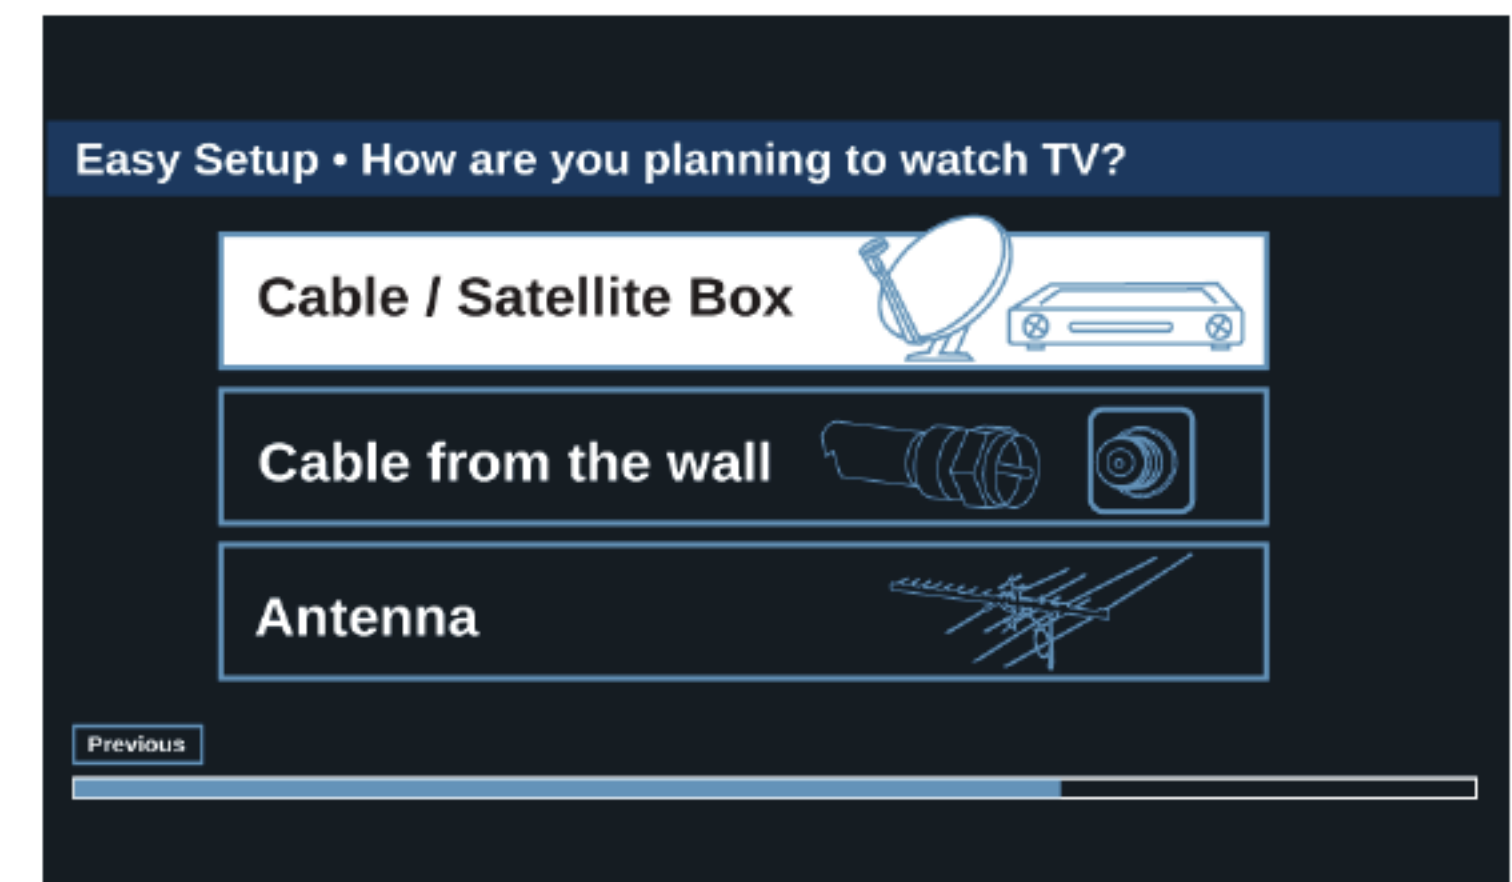 Easy Setup • How are you planning to watch TV?
Cable / Satellite Box
Cable from the wall
Antenna
Previous